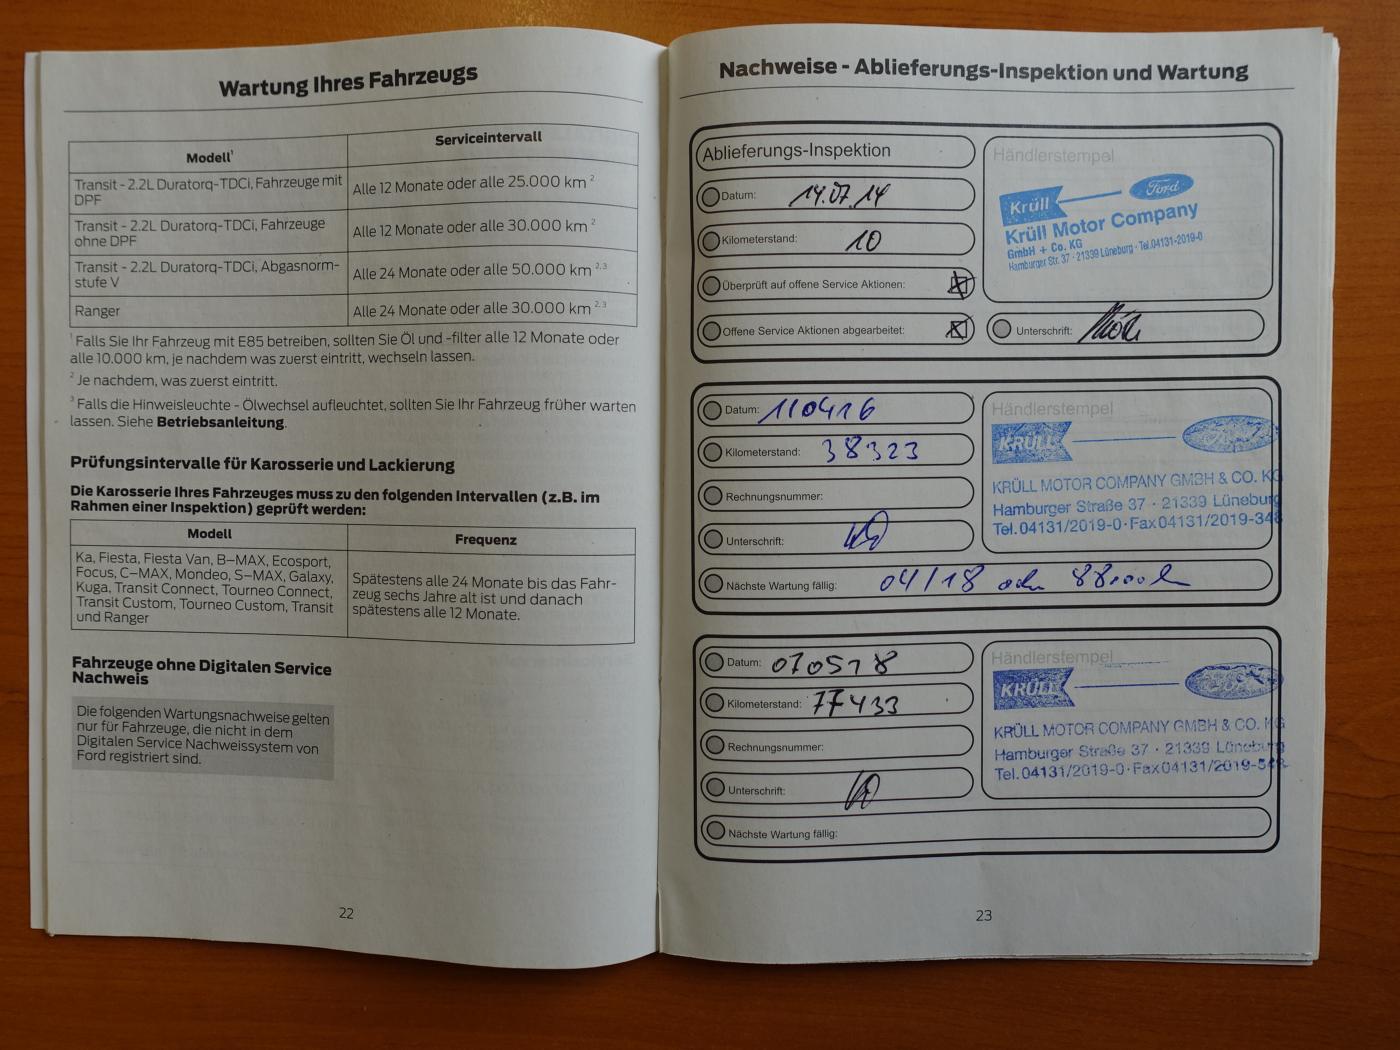 Wartung Ihres Fahrzeugs
Modell¹
Serviceintervall
Transit - 2.2L Duratorq-TDCi, Fahrzeuge mit
DPF
Alle 12 Monate oder alle 25.000 km ²
Transit - 2.2L Duratorq-TDCi, Fahrzeuge
ohne DPF
Alle 12 Monate oder alle 30.000 km ²
Transit - 2.2L Duratorq-TDCi, Abgasnorm-
stufe V
Alle 24 Monate oder alle 50.000 km ²,³
Ranger
Alle 24 Monate oder alle 30.000 km ²,³
¹ Falls Sie Ihr Fahrzeug mit E85 betreiben, sollten Sie Öl und -filter alle 12 Monate oder
alle 10.000 km, je nachdem was zuerst eintritt, wechseln lassen.
² Je nachdem, was zuerst eintritt.
³ Falls die Hinweisleuchte - Ölwechsel aufleuchtet, sollten Sie Ihr Fahrzeug früher warten
lassen. Siehe Betriebsanleitung.
Prüfungsintervalle für Karosserie und Lackierung
Die Karosserie Ihres Fahrzeuges muss zu den folgenden Intervallen (z.B. im
Rahmen einer Inspektion) geprüft werden:
Modell
Frequenz
Ka, Fiesta, Fiesta Van, B-MAX, Ecosport,
Focus, C-MAX, Mondeo, S-MAX, Galaxy,
Kuga, Transit Connect, Tourneo Connect,
Transit Custom, Tourneo Custom, Transit
und Ranger
Spätestens alle 24 Monate bis das Fahr-
zeug sechs Jahre alt ist und danach
spätestens alle 12 Monate.
Fahrzeuge ohne Digitalen Service
Nachweis
Die folgenden Wartungsnachweise gelten
nur für Fahrzeuge, die nicht in dem
Digitalen Service Nachweissystem von
Ford registriert sind.
22
Nachweise - Ablieferungs-Inspektion und Wartung
Ablieferungs-Inspektion
Datum: 14.07.14
Kilometerstand: 10
Überprüft auf offene Service Aktionen:
Offene Service Aktionen abgearbeitet:
Händlerstempel
Krüll Ford
Krüll Motor Company
GmbH + Co. KG
Hamburger Str. 37 · 21339 Lüneburg · Tel.04131-2019-0
Unterschrift:
Datum: 110416
Kilometerstand: 38323
Rechnungsnummer:
Unterschrift:
Nächste Wartung fällig: 04/18
Händlerstempel
KRÜLL Ford
KRÜLL MOTOR COMPANY GMBH & CO. KG
Hamburger Straße 37 · 21339 Lüneburg
Tel.04131/2019-0·Fax04131/2019-348
Datum: 070518
Kilometerstand: 77433
Rechnungsnummer:
Unterschrift:
Nächste Wartung fällig:
Händlerstempel
KRÜLL
KRÜLL MOTOR COMPANY GMBH & CO. KG
Hamburger Straße 37 · 21339 Lüneburg
Tel.04131/2019-0·Fax04131/2019-348
23